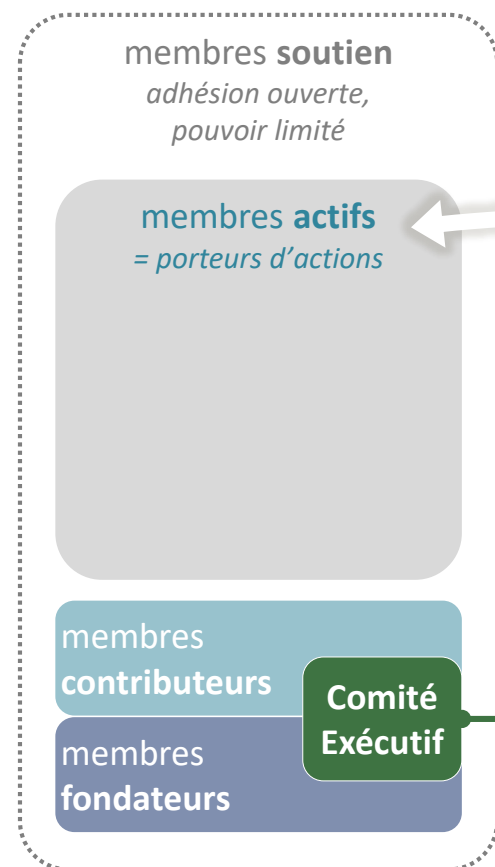 membres soutien
adhésion ouverte,
pouvoir limité
membres actifs
= porteurs d’actions
membres
contributeurs
Comité
Exécutif
membres
fondateurs